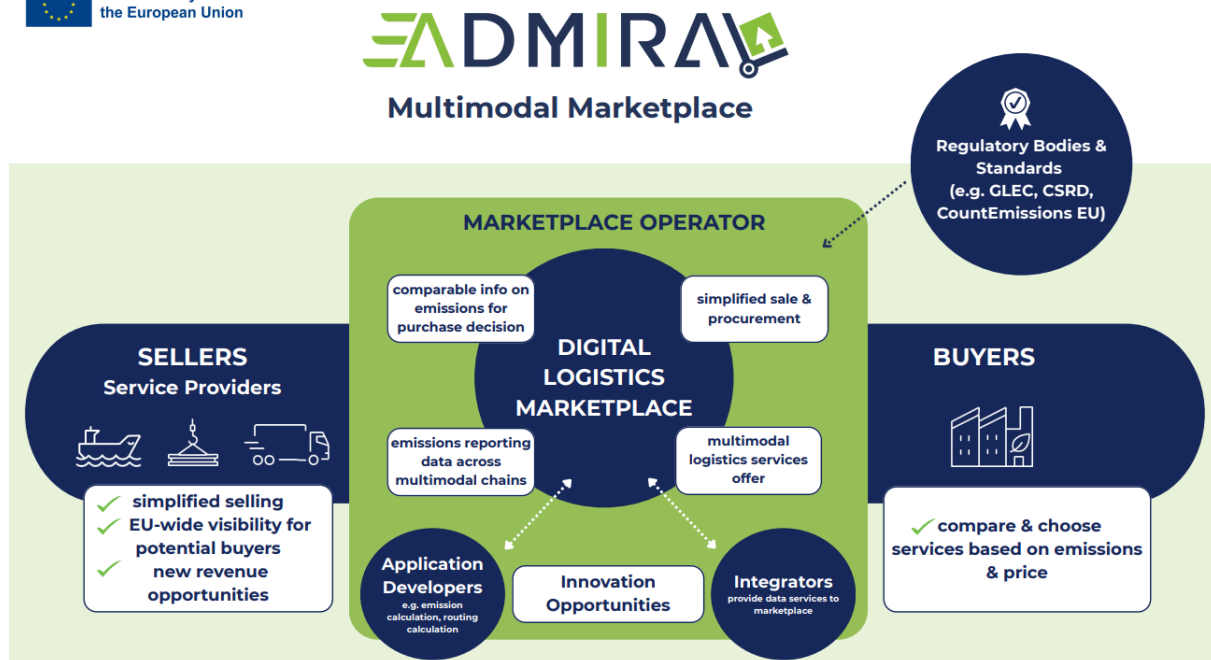 the European Union
ADMIRAL
Multimodal Marketplace
Regulatory Bodies &
Standards
(e.g. GLEC, CSRD,
CountEmissions EU)
MARKETPLACE OPERATOR
comparable info on
emissions for
purchase decision
simplified sale &
procurement
DIGITAL
LOGISTICS
MARKETPLACE
emissions reporting
data across
multimodal chains
multimodal
logistics services
offer
SELLERS
Service Providers
simplified selling
EU-wide visibility for
potential buyers
new revenue
opportunities
BUYERS
compare & choose
services based on emissions
& price
Application
Developers
e.g. emission
calculation, routing
calculation
Innovation
Opportunities
Integrators
provide data services to
marketplace